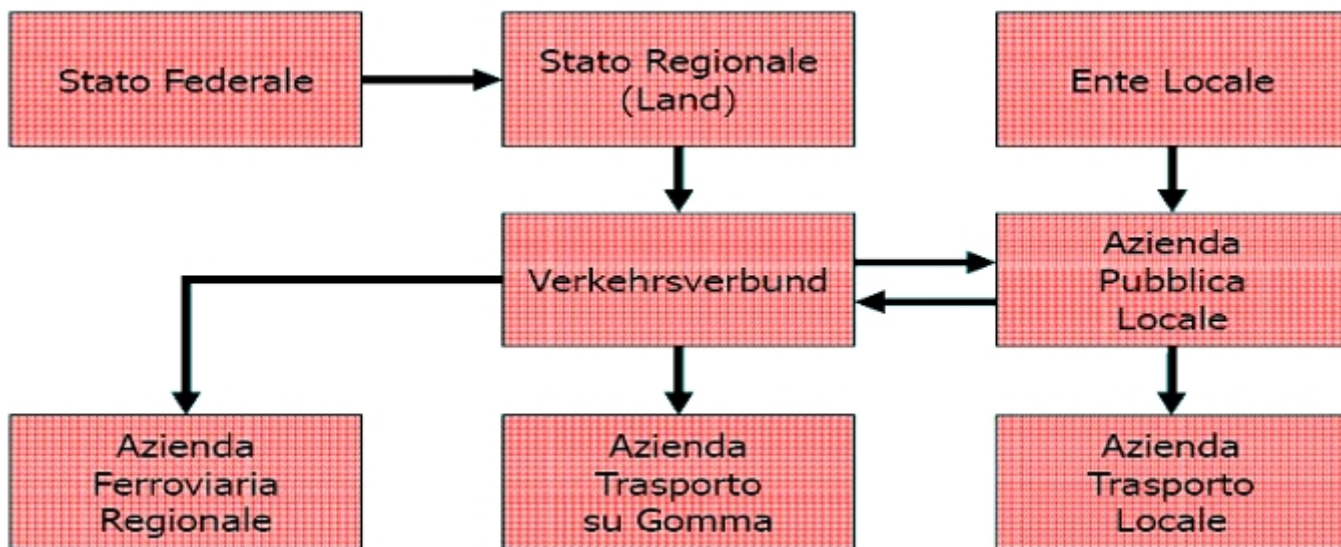 Stato Federale
Stato Regionale
(Land)
Ente Locale
Verkehrsverbund
Azienda
Pubblica
Locale
Azienda
Ferroviaria
Regionale
Azienda
Trasporto
su Gomma
Azienda
Trasporto
Locale